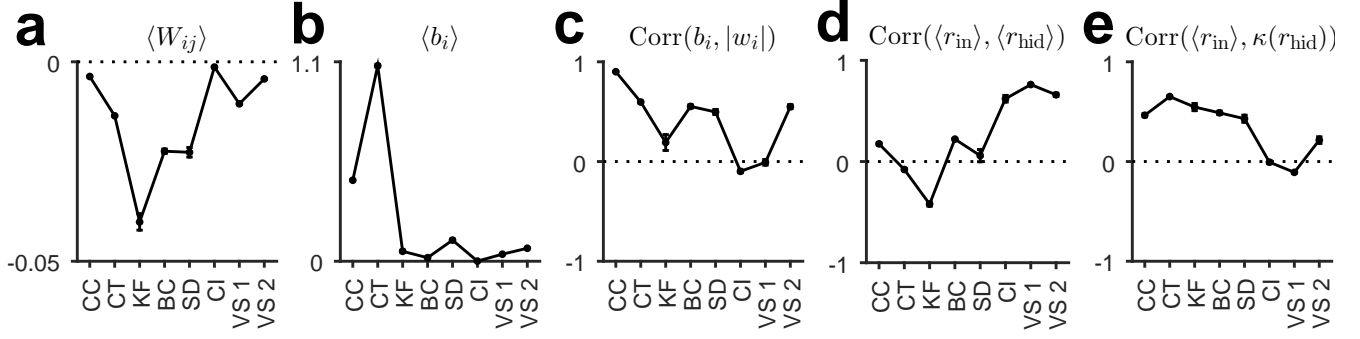 a
⟨W_ij⟩
0
-0.05
CC
CT
KF
BC
SD
CI
VS 1
VS 2
b
⟨b_i⟩
1.1
0
CC
CT
KF
BC
SD
CI
VS 1
VS 2
c
Corr(b_i, |w_i|)
1
0
-1
CC
CT
KF
BC
SD
CI
VS 1
VS 2
d
Corr(⟨r_in⟩, ⟨r_hid⟩)
1
0
-1
CC
CT
KF
BC
SD
CI
VS 1
VS 2
e
Corr(⟨r_in⟩, κ(r_hid))
1
0
-1
CC
CT
KF
BC
SD
CI
VS 1
VS 2